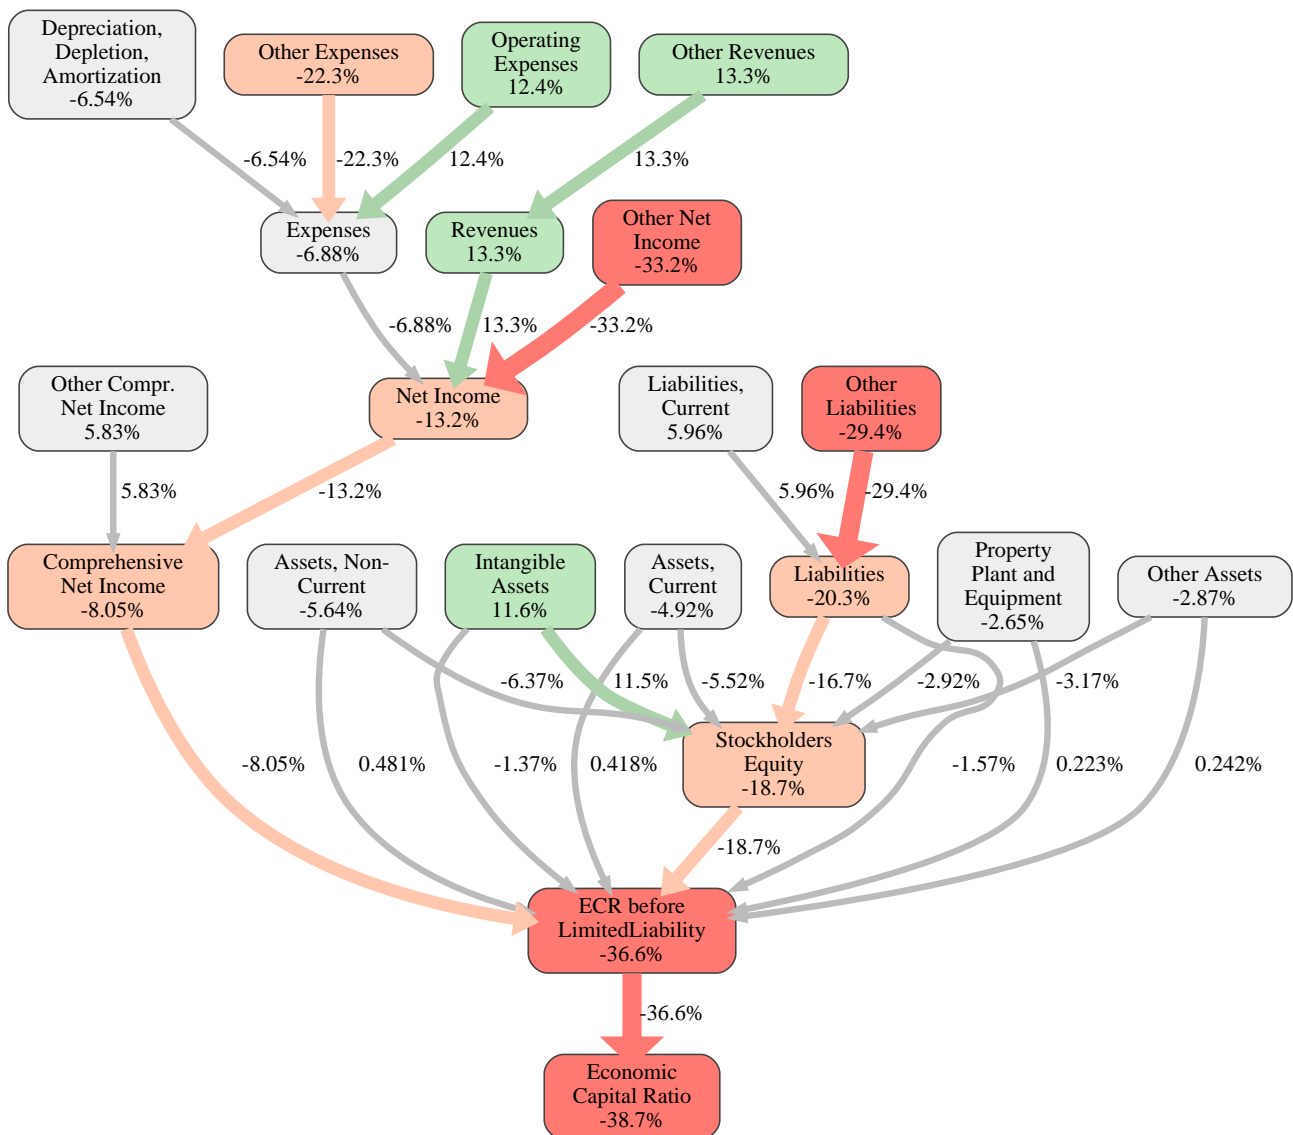 Depreciation,
Depletion,
Amortization
-6.54%
Other Expenses
-22.3%
Operating
Expenses
12.4%
Other Revenues
13.3%
-6.54%
-22.3%
12.4%
13.3%
Expenses
-6.88%
Revenues
13.3%
Other Net
Income
-33.2%
-6.88%
13.3%
-33.2%
Other Compr.
Net Income
5.83%
Net Income
-13.2%
Liabilities,
Current
5.96%
Other
Liabilities
-29.4%
5.83%
-13.2%
5.96%
-29.4%
Comprehensive
Net Income
-8.05%
Assets, Non-
Current
-5.64%
Intangible
Assets
11.6%
Assets,
Current
-4.92%
Liabilities
-20.3%
Property
Plant and
Equipment
-2.65%
Other Assets
-2.87%
-6.37%
11.5%
-5.52%
-16.7%
-2.92%
-3.17%
Stockholders
Equity
-18.7%
-8.05%
0.481%
-1.37%
0.418%
-1.57%
0.223%
0.242%
-18.7%
ECR before
LimitedLiability
-36.6%
-36.6%
Economic
Capital Ratio
-38.7%